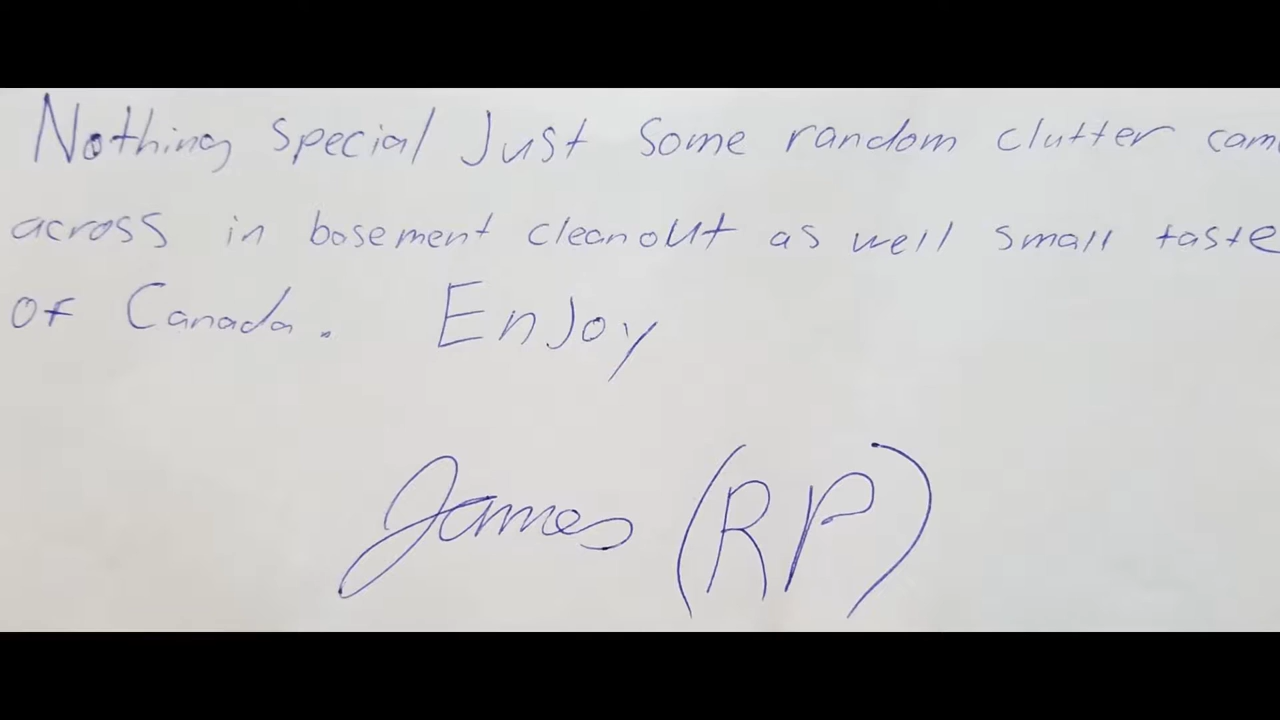 Nothing special Just Some random clutter cam
across in basement cleanout as well small taste
of Canada. Enjoy
James (RP)